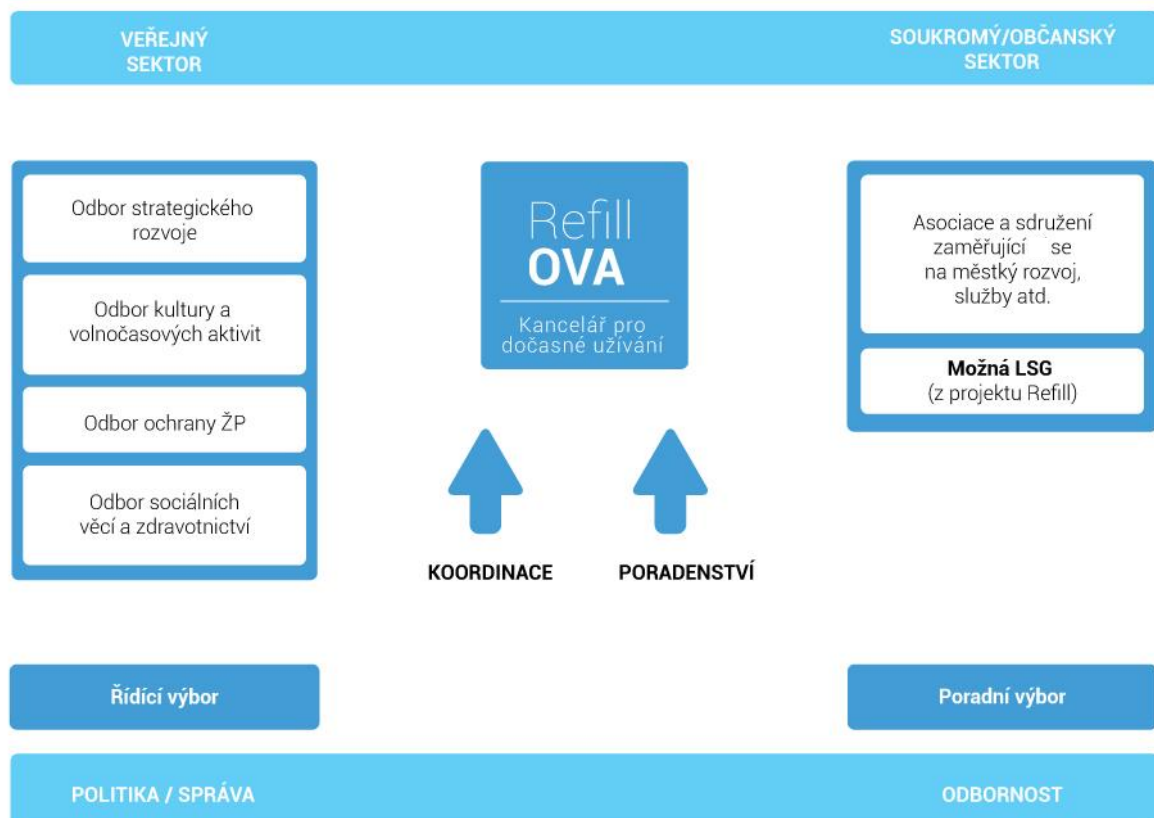 VEŘEJNÝ
SEKTOR
SOUKROMÝ/OBČANSKÝ
SEKTOR
Odbor strategického
rozvoje
Odbor kultury a
volnočasových aktivit
Odbor ochrany ŽP
Odbor sociálních
věcí a zdravotnictví
Refill
OVA
Kancelář pro
dočasné užívání
Asociace a sdružení
zaměřující se
na městký rozvoj,
služby atd.
Možná LSG
(z projektu Refill)
KOORDINACE
PORADENSTVÍ
Řídící výbor
Poradní výbor
POLITIKA / SPRÁVA
ODBORNOST